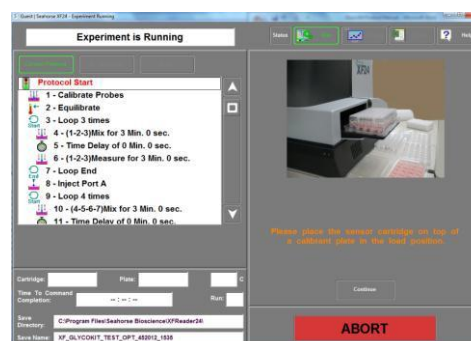 Guest | Seahorse XF24 - Experiment Running
Experiment is Running
Status
Help
Protocol Start
1 - Calibrate Probes
2 - Equilibrate
Start
3 - Loop 3 times
4 - (1-2-3)Mix for 3 Min. 0 sec.
5 - Time Delay of 0 Min. 0 sec.
6 - (1-2-3)Measure for 3 Min. 0 sec.
End
7 - Loop End
8 - Inject Port A
Start
9 - Loop 4 times
10 - (4-5-6-7)Mix for 3 Min. 0 sec.
11 - Time Delay of 0 Min. 0 sec.
Please place the sensor cartridge on top of
a calibrant plate in the load position.
Continue
Cartridge:
Plate:
C
Time To Command
Completion:
-- : -- : --
Run:
Save
Directory:
C:\Program Files\Seahorse Bioscience\XFReader24\
Save Name:
XF_GLYCOKIT_TEST_OPT_452012_1535
ABORT